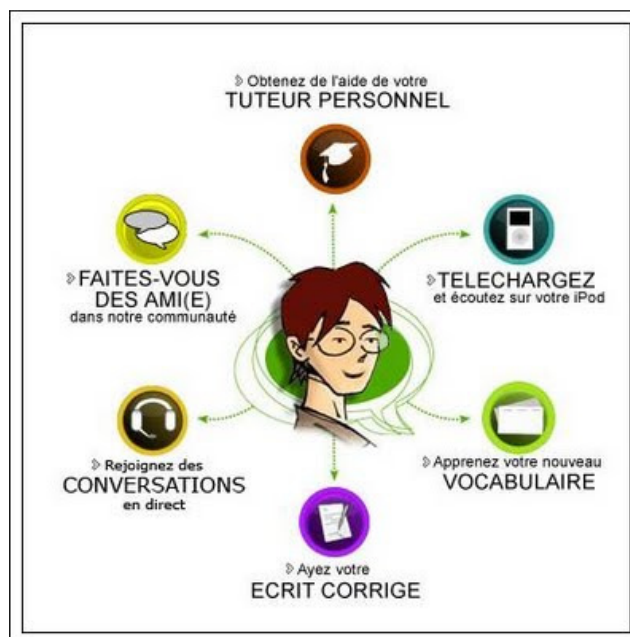 Obtenez de l'aide de votre
TUTEUR PERSONNEL
FAITES-VOUS
DES AMI(E)
dans notre communauté
TELECHARGEZ
et écoutez sur votre iPod
Rejoignez des
CONVERSATIONS
en direct
Apprenez votre nouveau
VOCABULAIRE
Ayez votre
ECRIT CORRIGE